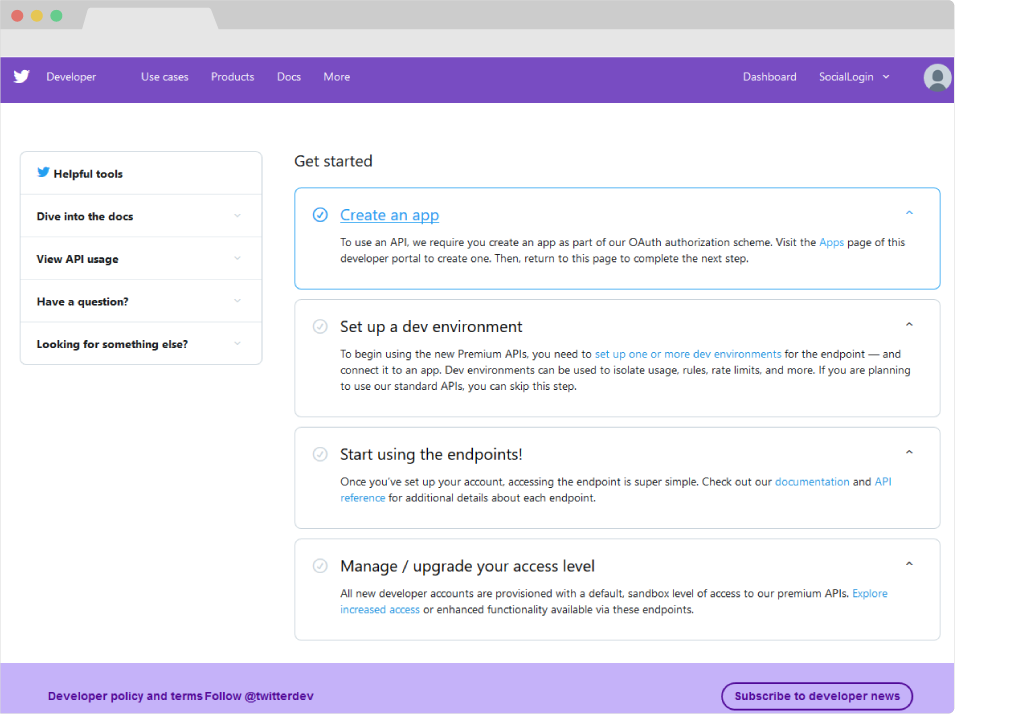 Developer Use cases Products Docs More Dashboard SocialLogin
Helpful tools
Dive into the docs
View API usage
Have a question?
Looking for something else?
Get started
Create an app
To use an API, we require you create an app as part of our OAuth authorization scheme. Visit the Apps page of this
developer portal to create one. Then, return to this page to complete the next step.
Set up a dev environment
To begin using the new Premium APIs, you need to set up one or more dev environments for the endpoint — and
connect it to an app. Dev environments can be used to isolate usage, rules, rate limits, and more. If you are planning
to use our standard APIs, you can skip this step.
Start using the endpoints!
Once you've set up your account, accessing the endpoint is super simple. Check out our documentation and API
reference for additional details about each endpoint.
Manage / upgrade your access level
All new developer accounts are provisioned with a default, sandbox level of access to our premium APIs. Explore
increased access or enhanced functionality available via these endpoints.
Developer policy and terms Follow @twitterdev Subscribe to developer news